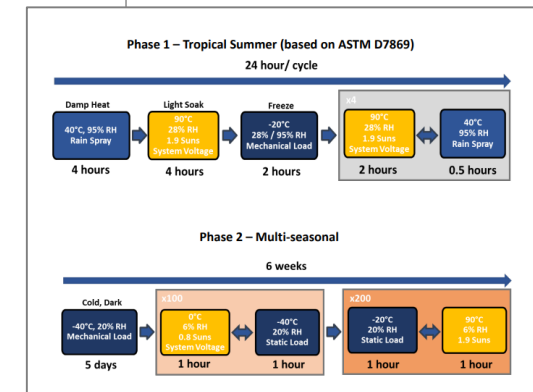 Phase 1 – Tropical Summer (based on ASTM D7869)
24 hour/ cycle
Damp Heat
40°C, 95% RH
Rain Spray
4 hours
Light Soak
90°C
28% RH
1.9 Suns
System Voltage
4 hours
Freeze
-20°C
28% / 95% RH
Mechanical Load
2 hours
x4
90°C
28% RH
1.9 Suns
System Voltage
2 hours
40°C
95% RH
Rain Spray
0.5 hours
Phase 2 – Multi-seasonal
6 weeks
Cold, Dark
-40°C, 20% RH
Mechanical Load
5 days
x100
0°C
6% RH
0.8 Suns
System Voltage
1 hour
-40°C
20% RH
Static Load
1 hour
x200
-20°C
20% RH
Static Load
1 hour
90°C
6% RH
1.9 Suns
1 hour